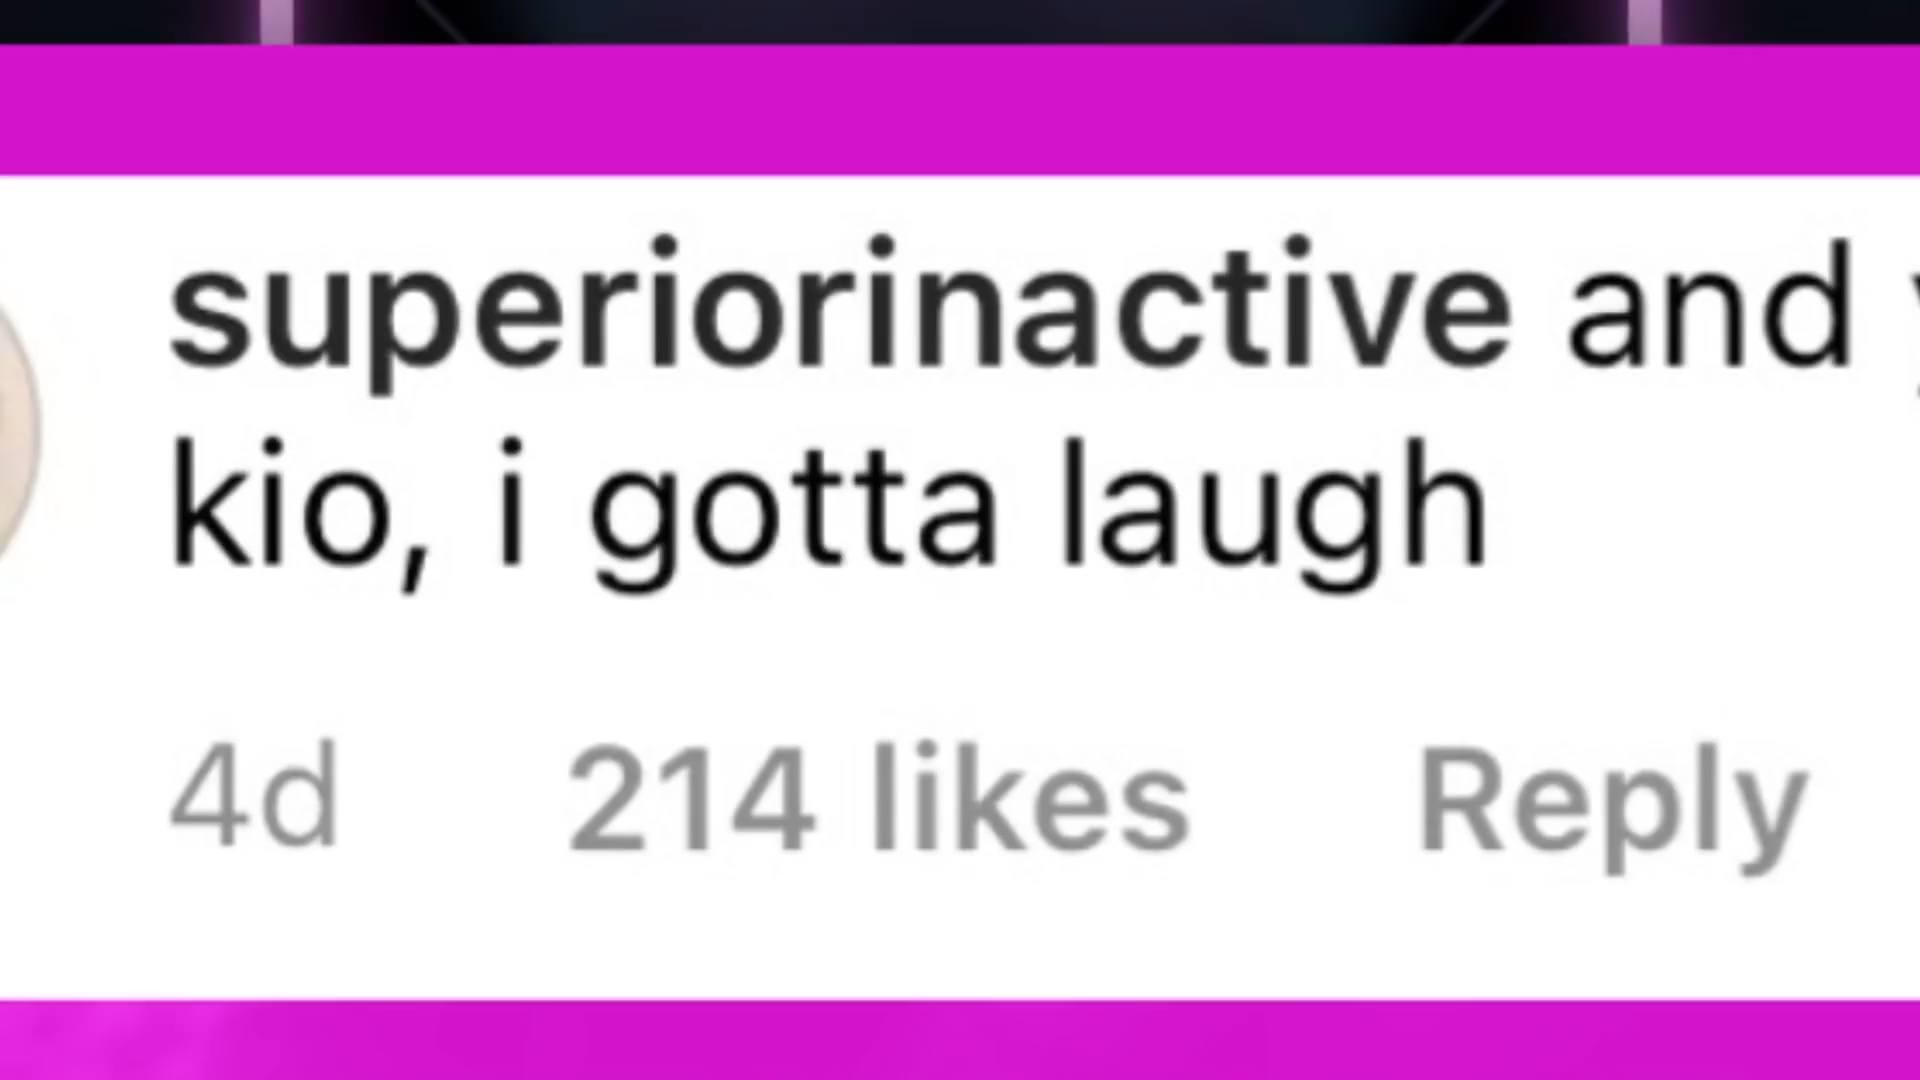 superiorinactive and
kio, i gotta laugh
4d 214 likes Reply